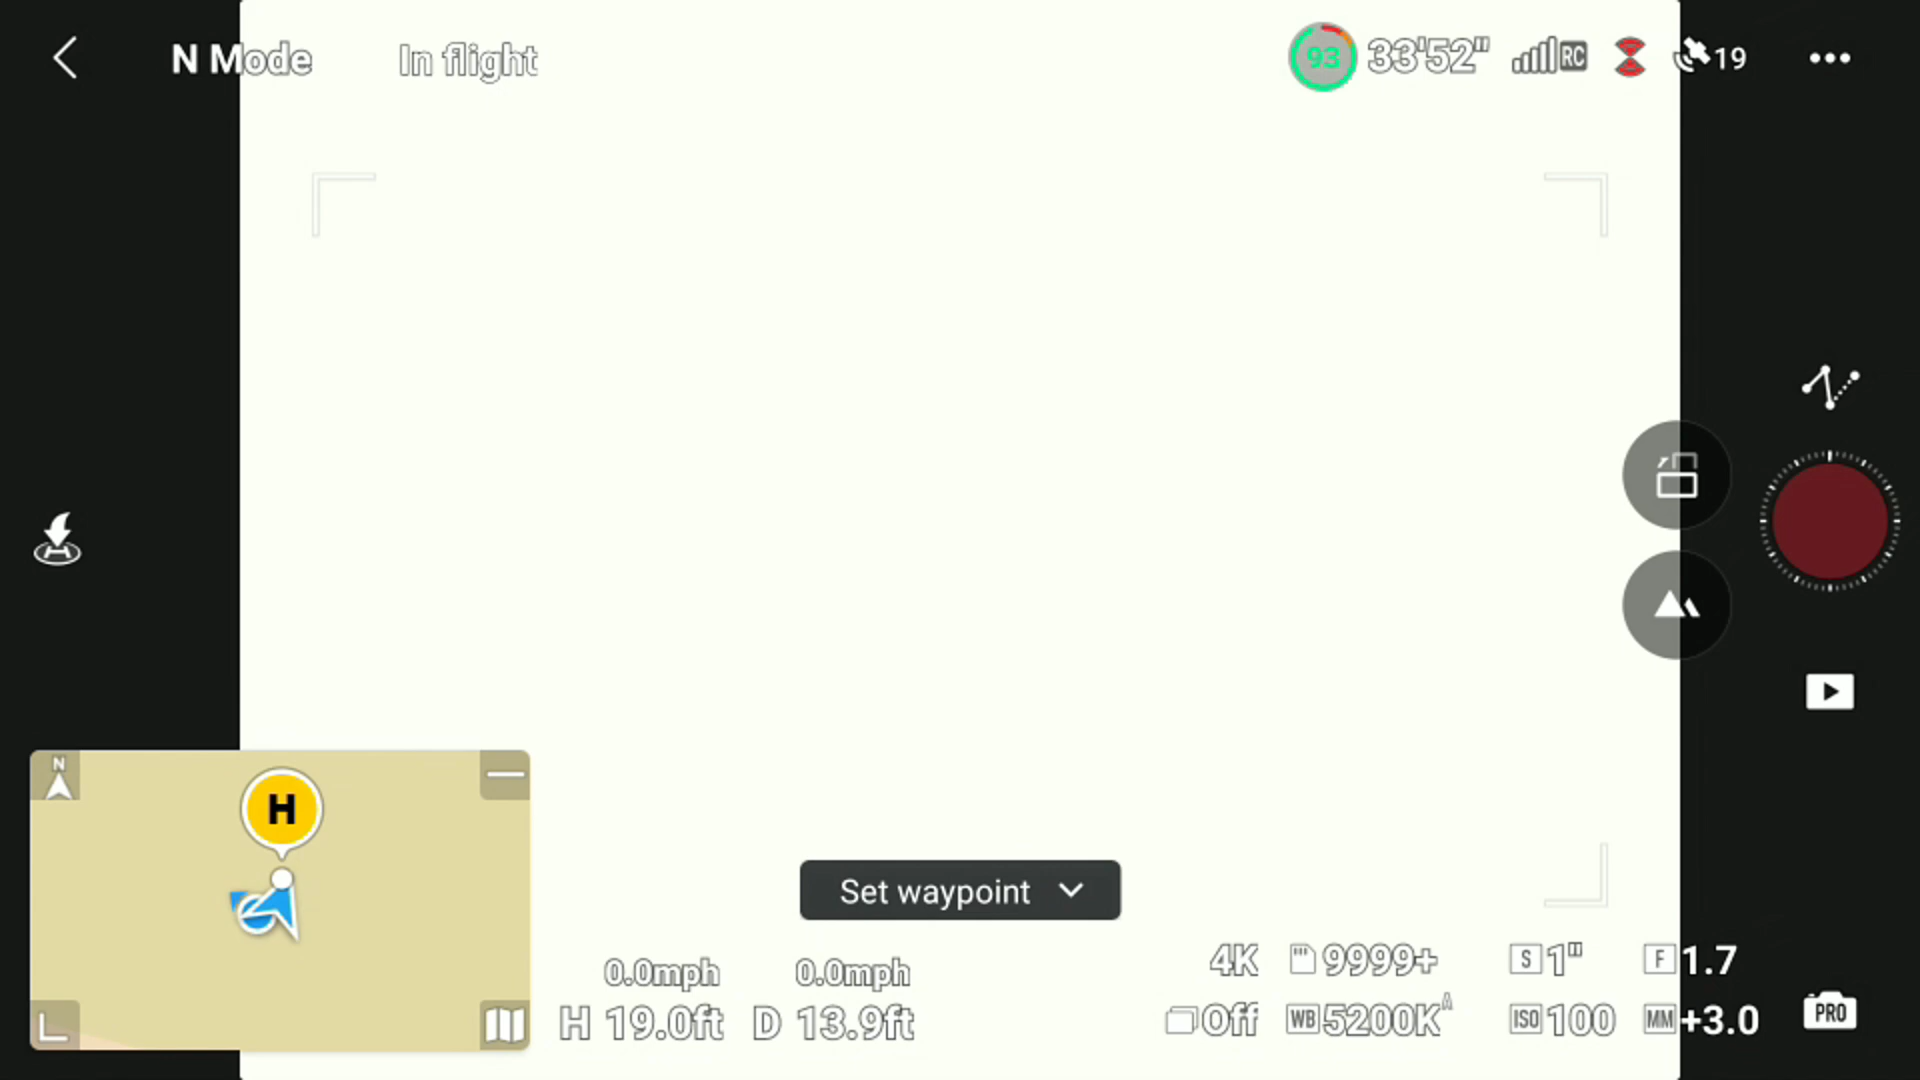 N Mode In flight 93 33'52" RC 19
N
H
Set waypoint
0.0mph 0.0mph 4K 9999+ S 1" F 1.7
H 19.0ft D 13.9ft Off WB 5200K A ISO 100 MM +3.0 PRO